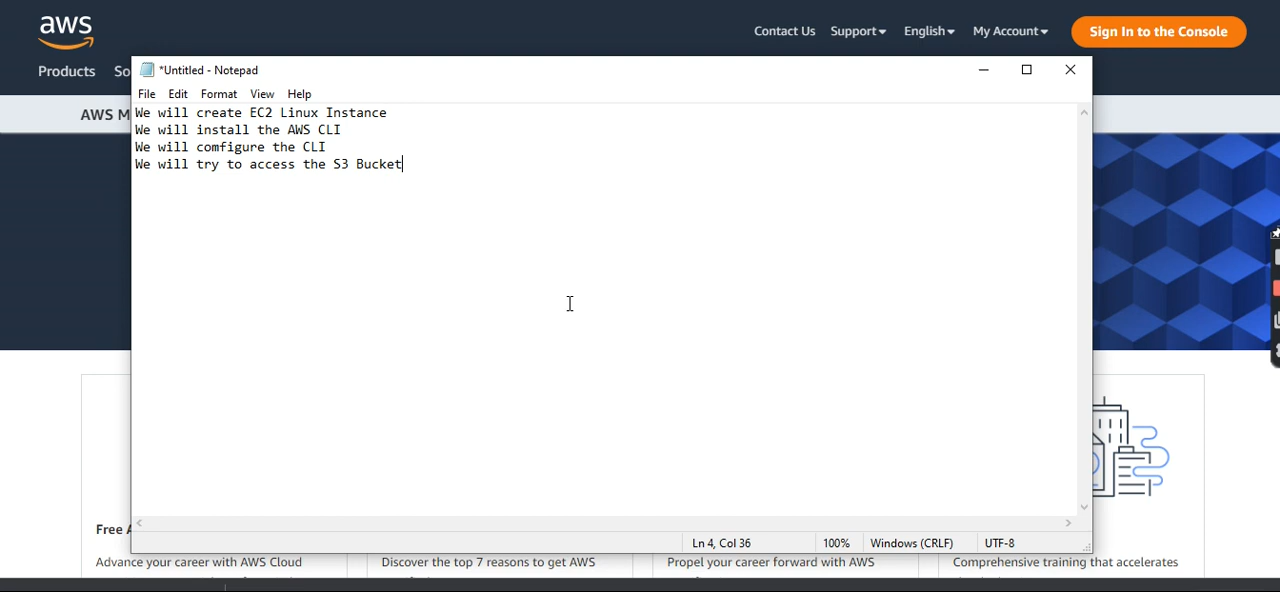 aws
Contact Us Support English My Account Sign In to the Console
Products
*Untitled - Notepad
File Edit Format View Help
AWS
We will create EC2 Linux Instance
We will install the AWS CLI
We will comfigure the CLI
We will try to access the S3 Bucket
Ln 4, Col 36 100% Windows (CRLF) UTF-8
Free
Advance your career with AWS Cloud
Discover the top 7 reasons to get AWS
Propel your career forward with AWS
Comprehensive training that accelerates